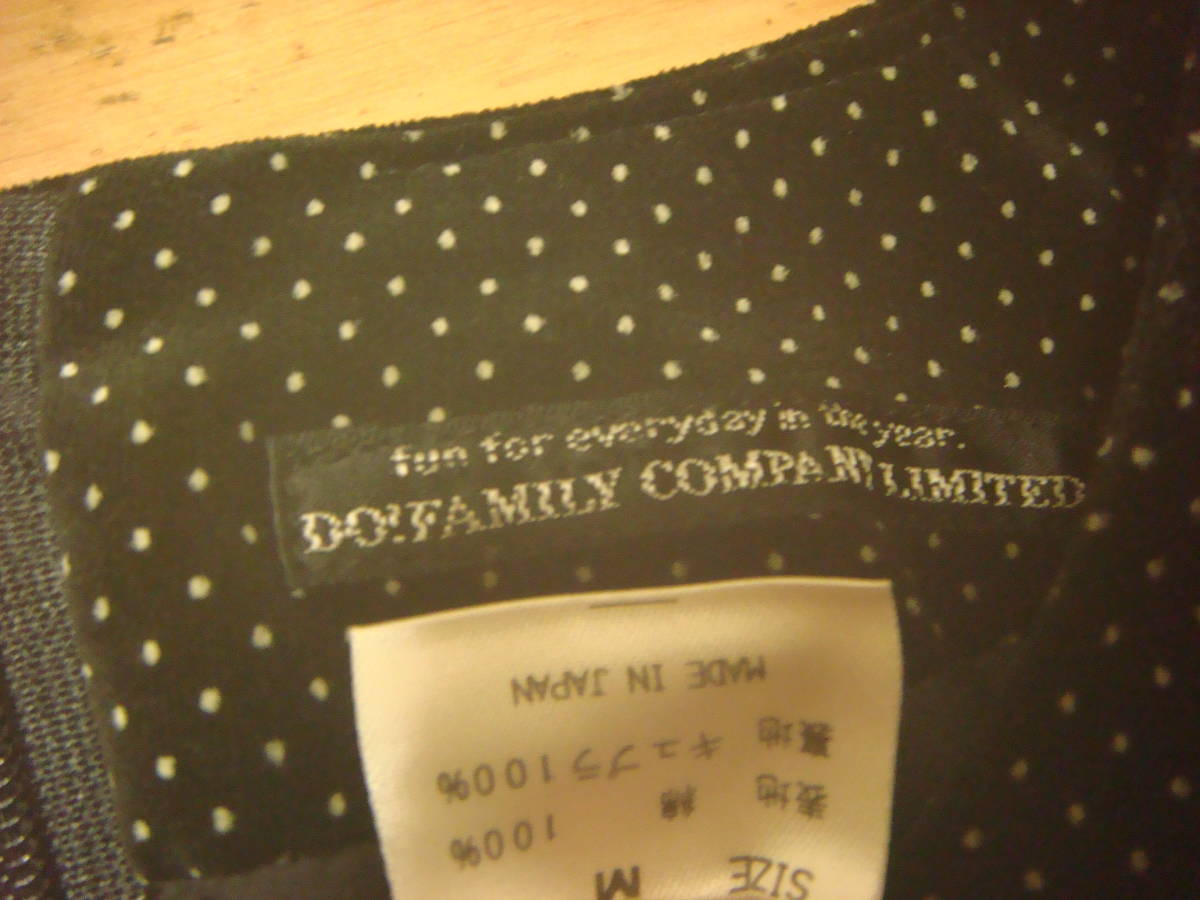 fun for everyday in the year.
DO!FAMILY COMPANY LIMITED
SIZE M
表地 綿 100%
裏地 キュプラ100%
MADE IN JAPAN